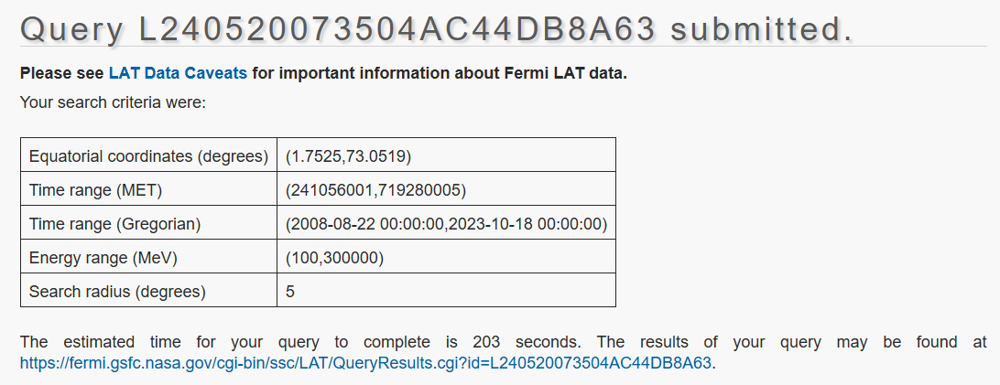 Query L240520073504AC44DB8A63 submitted.
Please see LAT Data Caveats for important information about Fermi LAT data.
Your search criteria were:
Equatorial coordinates (degrees) (1.7525,73.0519)
Time range (MET) (241056001,719280005)
Time range (Gregorian) (2008-08-22 00:00:00,2023-10-18 00:00:00)
Energy range (MeV) (100,300000)
Search radius (degrees) 5
The estimated time for your query to complete is 203 seconds. The results of your query may be found at
https://fermi.gsfc.nasa.gov/cgi-bin/ssc/LAT/QueryResults.cgi?id=L240520073504AC44DB8A63.